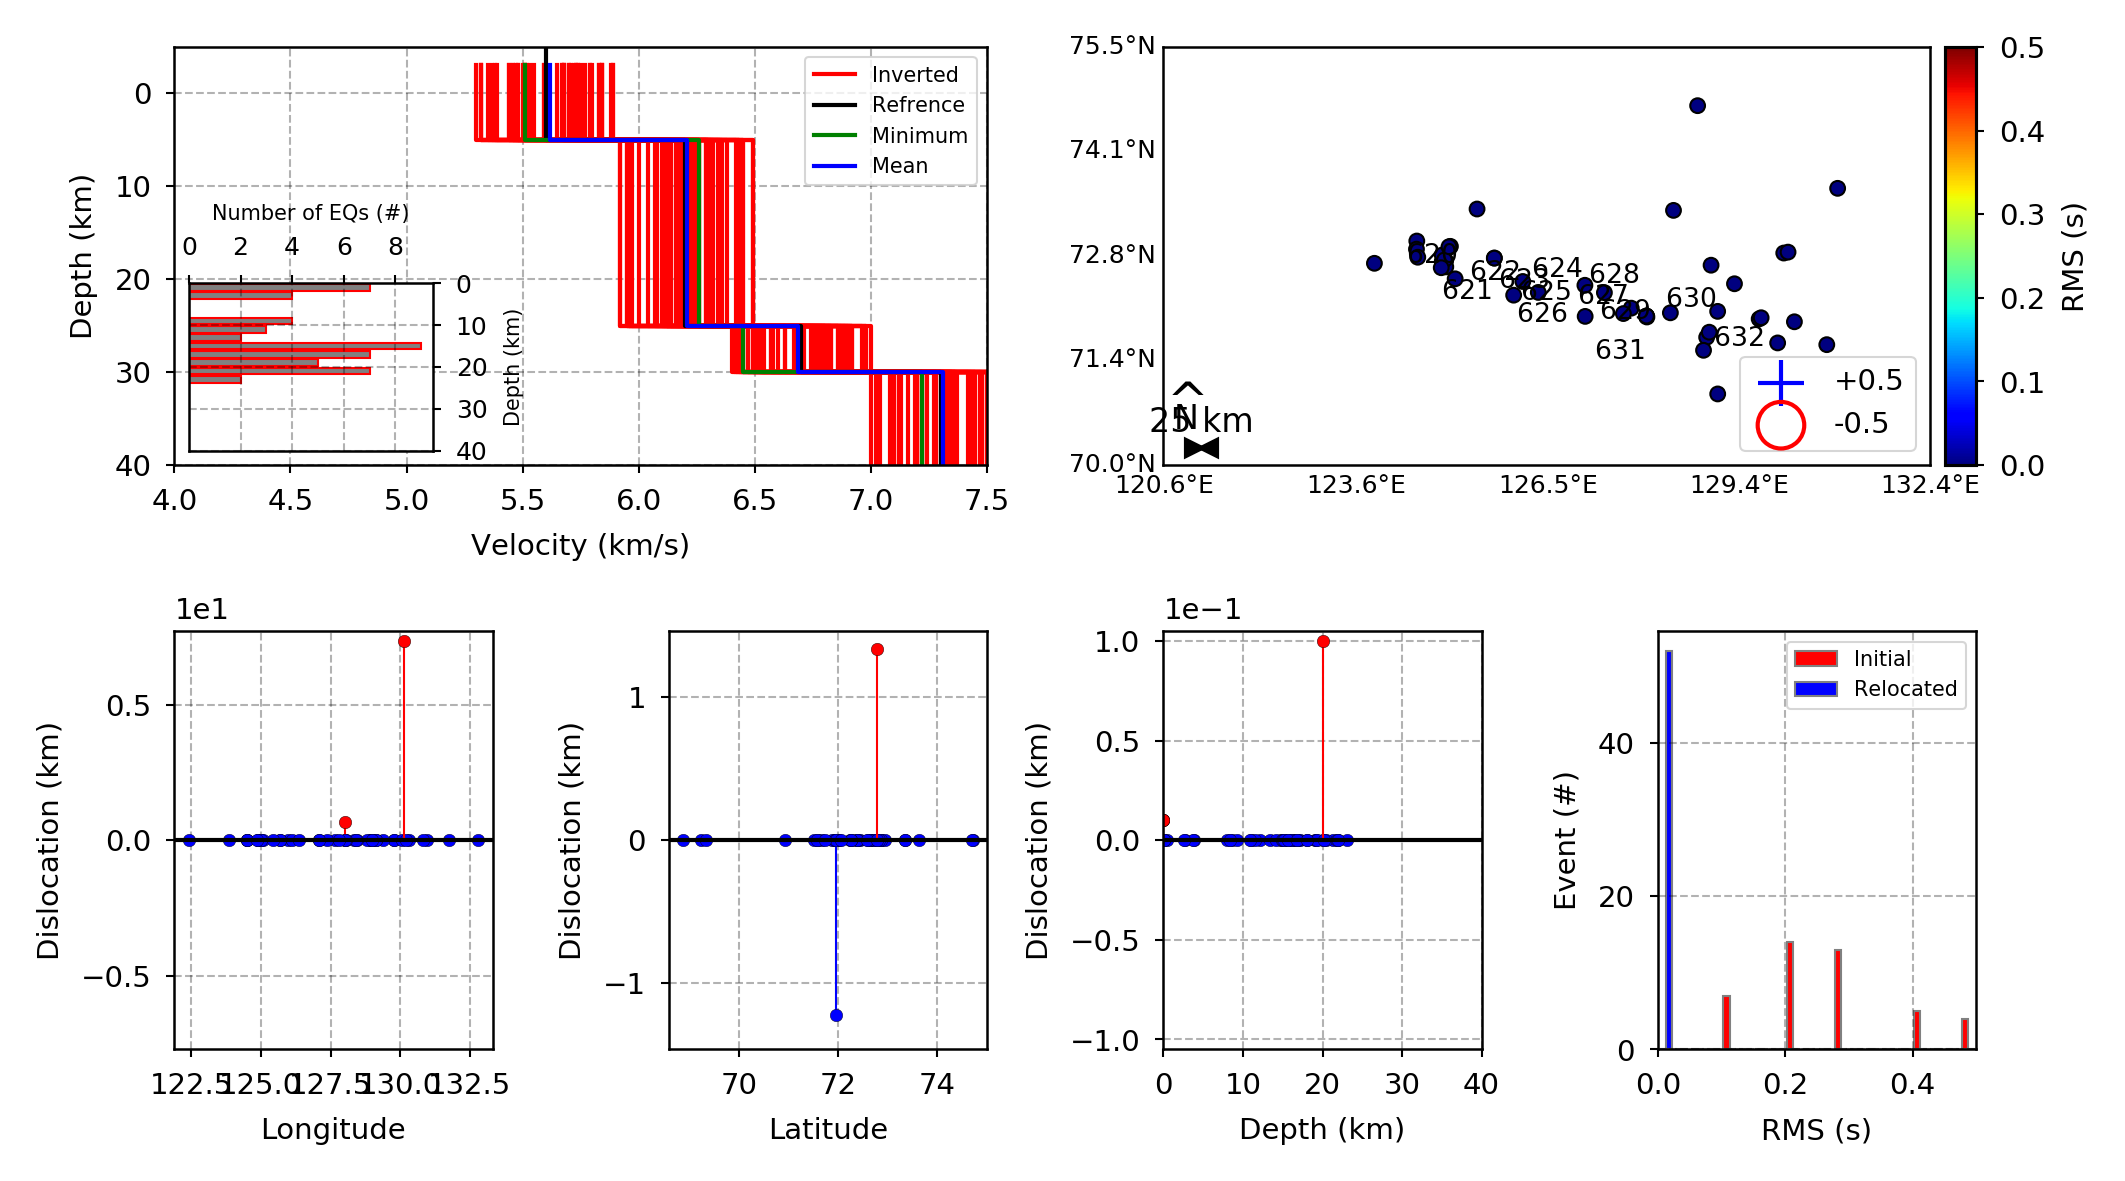 0
10
20
30
40
Depth (km)
4.0 4.5 5.0 5.5 6.0 6.5 7.0 7.5
Velocity (km/s)
Inverted
Refrence
Minimum
Mean
Number of EQs (#)
0 2 4 6 8
0
10
20
30
40
Depth (km)
75.5°N
74.1°N
72.8°N
71.4°N
70.0°N
120.6°E 123.6°E 126.5°E 129.4°E 132.4°E
621
622
623
624
625
626
627
628
629
630
631
632
N
25 km
+0.5
-0.5
0.5
0.4
0.3
0.2
0.1
0.0
RMS (s)
1e1
0.5
0.0
−0.5
Dislocation (km)
122.5 125.0 127.5 130.0 132.5
Longitude
1
0
−1
Dislocation (km)
70 72 74
Latitude
1e−1
1.0
0.5
0.0
−0.5
−1.0
Dislocation (km)
0 10 20 30 40
Depth (km)
Initial
Relocated
40
20
0
Event (#)
0.0 0.2 0.4
RMS (s)